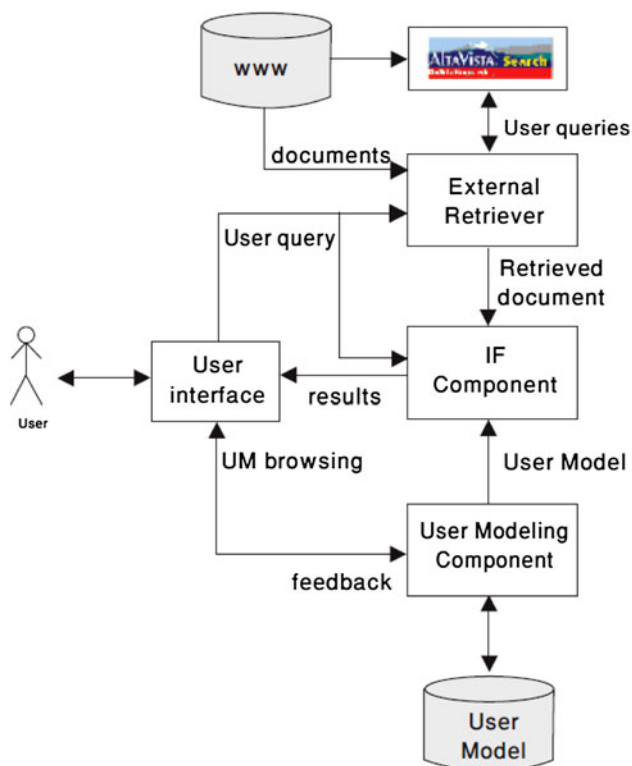 WWW
ALTAVISTA Search
User queries
documents
External
Retriever
User query
Retrieved
document
User
interface
IF
Component
results
User
UM browsing
User Model
User Modeling
Component
feedback
User
Model